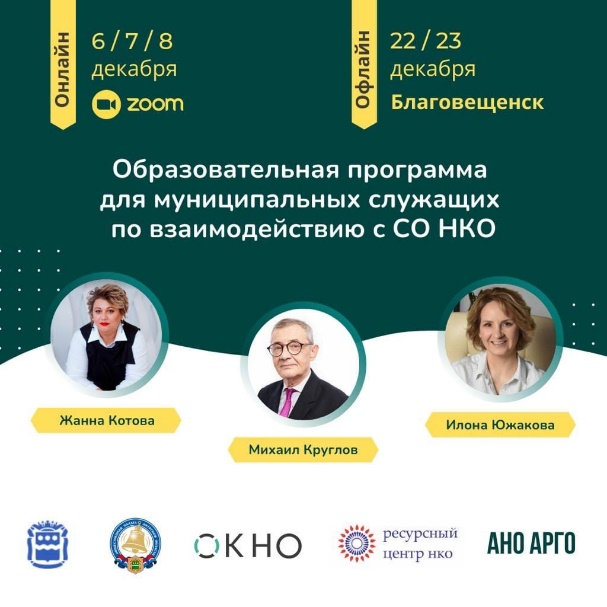 Онлайн
6 / 7 / 8
декабря
zoom
Офлайн
22 / 23
декабря
Благовещенск
Образовательная программа
для муниципальных служащих
по взаимодействию с СО НКО
Жанна Котова
Михаил Круглов
Илона Южакова
ОКНО
ресурсный
центр нко
АНО АРГО